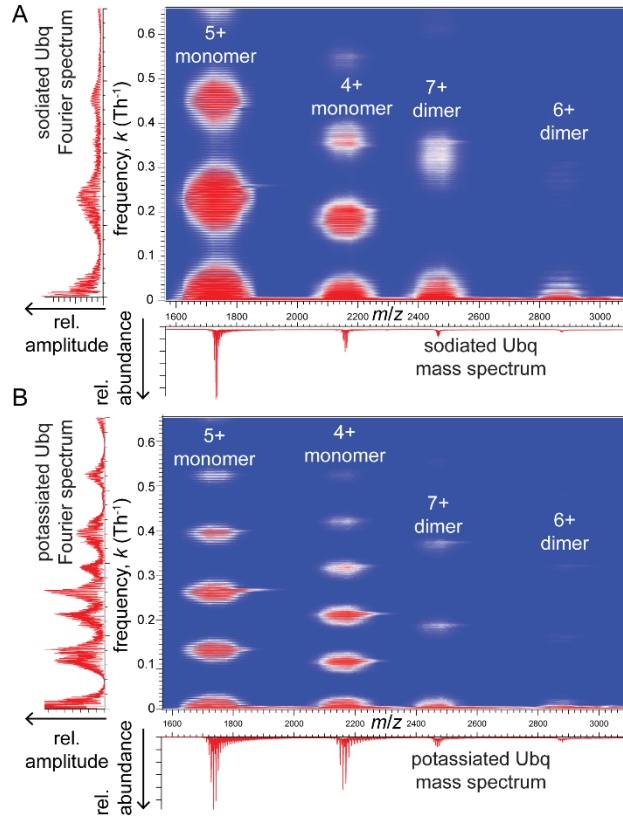 A
sodiated Ubq
Fourier spectrum
frequency, k (Th-1)
0.6
0.5
0.4
0.3
0.2
0.1
0
5+
monomer
4+
monomer
7+
dimer
6+
dimer
rel.
amplitude
rel.
abundance
1600
1800
2000
2200
m/z
2400
2600
2800
3000
sodiated Ubq
mass spectrum
B
potassiated Ubq
Fourier spectrum
frequency, k (Th-1)
0.6
0.5
0.4
0.3
0.2
0.1
0
5+
monomer
4+
monomer
7+
dimer
6+
dimer
rel.
amplitude
rel.
abundance
1600
1800
2000
2200
m/z
2400
2600
2800
3000
potassiated Ubq
mass spectrum